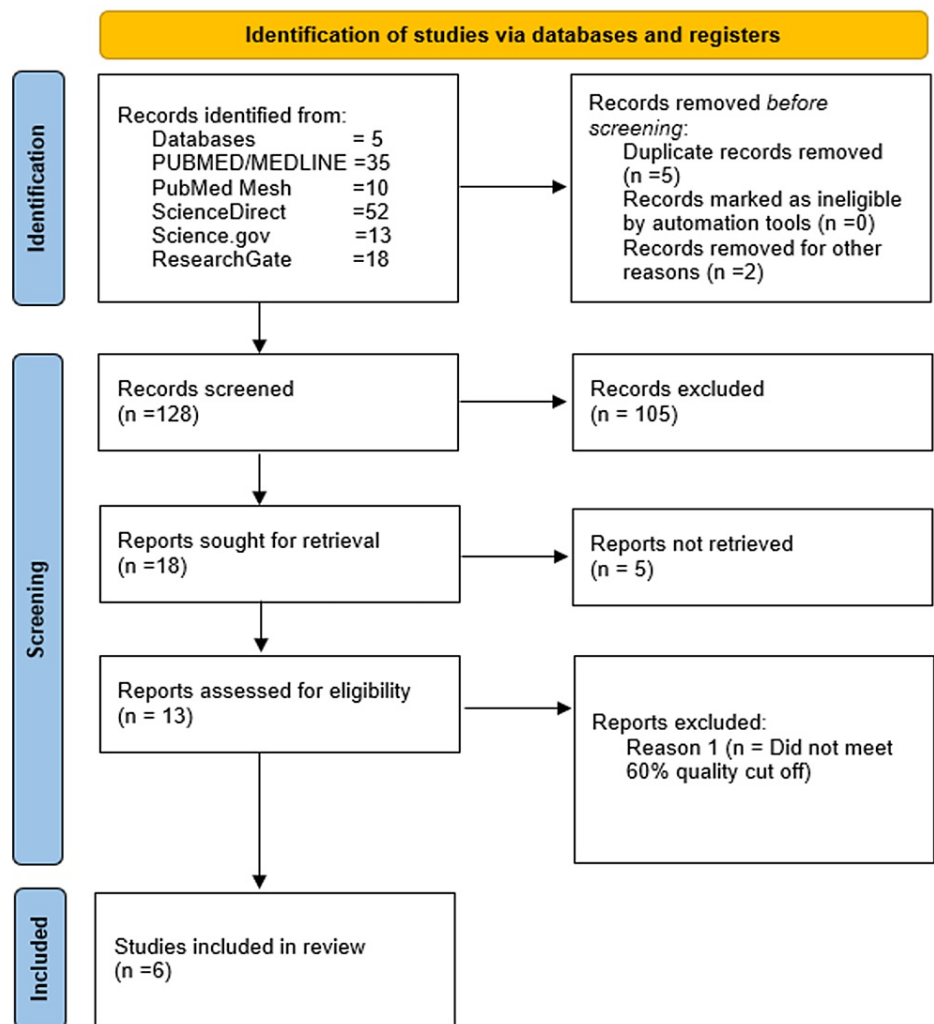 Identification of studies via databases and registers
Identification
Records identified from:
Databases = 5
PUBMED/MEDLINE =35
PubMed Mesh =10
ScienceDirect =52
Science.gov =13
ResearchGate =18
Records removed before
screening:
Duplicate records removed
(n =5)
Records marked as ineligible
by automation tools (n =0)
Records removed for other
reasons (n =2)
Screening
Records screened
(n =128)
Records excluded
(n = 105)
Reports sought for retrieval
(n =18)
Reports not retrieved
(n = 5)
Reports assessed for eligibility
(n = 13)
Reports excluded:
Reason 1 (n = Did not meet
60% quality cut off)
Included
Studies included in review
(n =6)